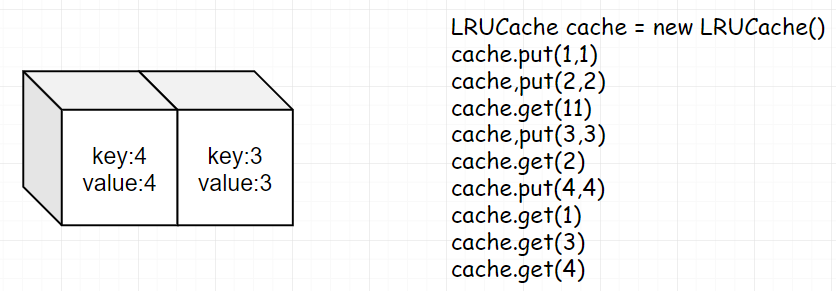 key:4
value:4
key:3
value:3
LRUCache cache = new LRUCache()
cache.put(1,1)
cache,put(2,2)
cache.get(11)
cache,put(3,3)
cache.get(2)
cache.put(4,4)
cache.get(1)
cache.get(3)
cache.get(4)